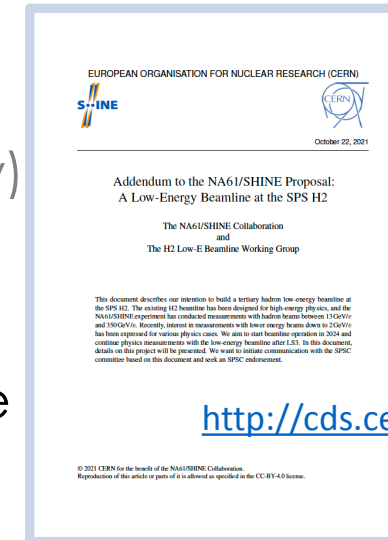 EUROPEAN ORGANISATION FOR NUCLEAR RESEARCH (CERN)
SHINE
CERN
October 22, 2021
Addendum to the NA61/SHINE Proposal:
A Low-Energy Beamline at the SPS H2
The NA61/SHINE Collaboration
and
The H2 Low-E Beamline Working Group
This document describes our intention to build a tertiary hadron low-energy beamline at
the SPS H2. The existing H2 beamline has been designed for high-energy physics, and the
NA61/SHINE experiment has conducted measurements with hadron beams between 13 GeV/c
and 350 GeV/c. Recently, interest in measurements with lower energy beams down to 2 GeV/c
has been expressed for various physics cases. We aim to start beamline operation in 2024 and
continue physics measurements with the low-energy beamline after LS3. In this document,
details on this project will be presented. We want to initiate communication with the SPSC
committee based on this document and seek an SPSC endorsement.
http://cds.ce
© 2021 CERN for the benefit of the NA61/SHINE Collaboration.
Reproduction of this article or parts of it is allowed as specified in the CC-BY-4.0 license.